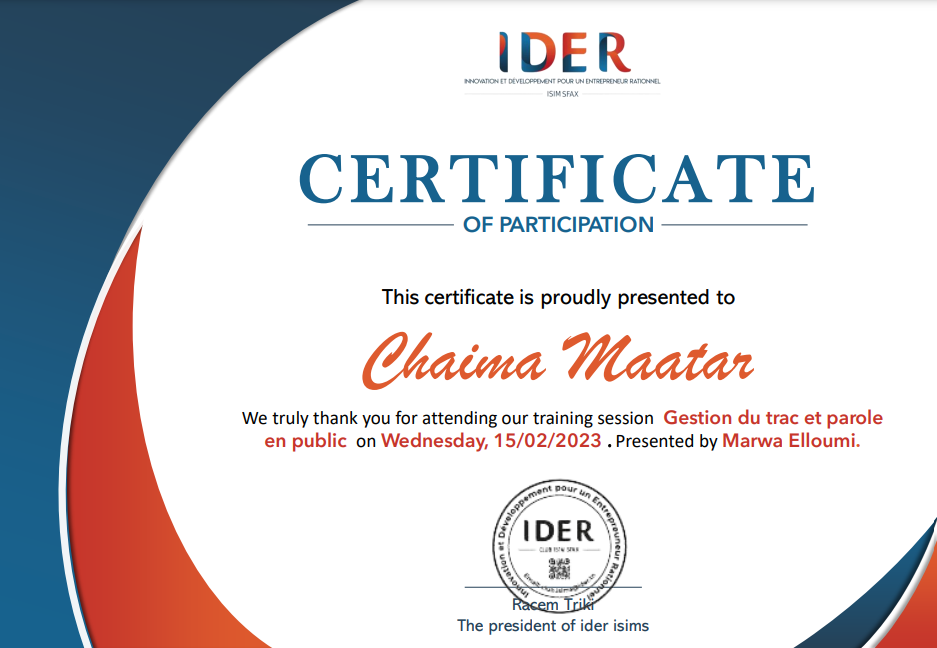 IDER
INNOVATION ET DÉVELOPPEMENT POUR UN ENTREPRENEUR RATIONNEL
ISIM SFAX
CERTIFICATE
OF PARTICIPATION
This certificate is proudly presented to
Chaima Maatar
We truly thank you for attending our training session Gestion du trac et parole
en public on Wednesday, 15/02/2023 . Presented by Marwa Elloumi.
Innovation et Développement pour un Entrepreneur Rationnel
IDER
CLUB ISIM SFAX
Racem Triki
The president of ider isims